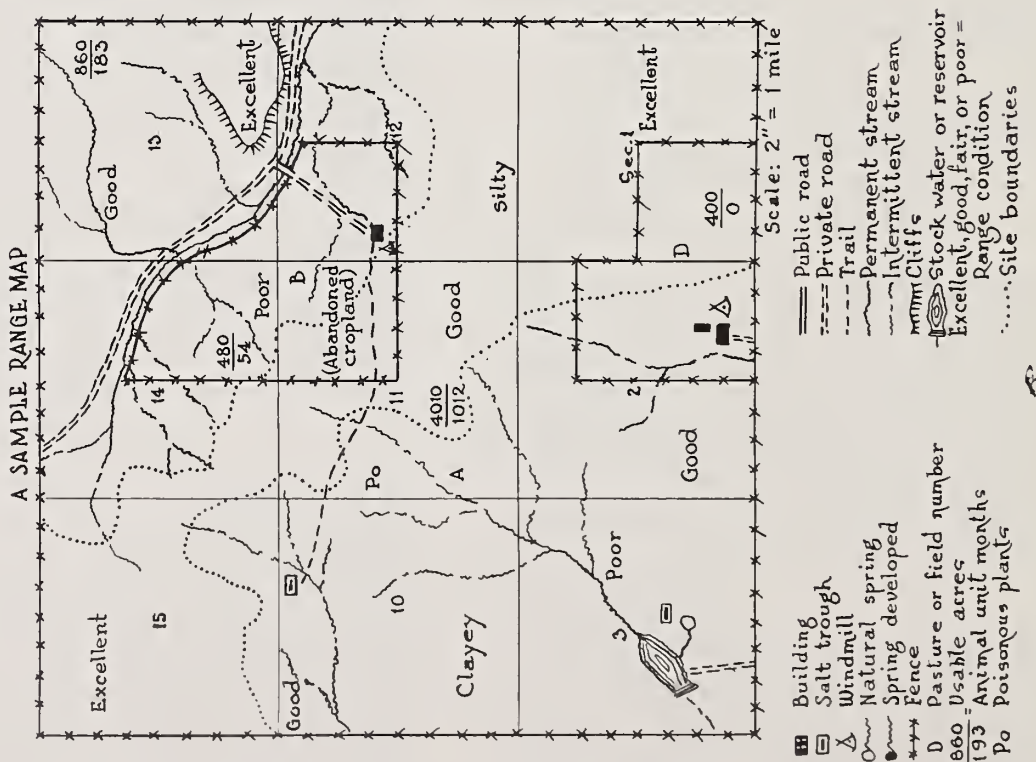 A SAMPLE RANGE MAP
860
183
Good
13
Excellent
Excellent
15
14
480
54
Poor
B
(Abandoned
cropland)
12
11
Good
Po
4010
1012
Good
A
10
Clayey
Silty
Sec.1
Excellent
400
0
D
2
Good
Poor
3
Scale: 2" = 1 mile
Building
Salt trough
Windmill
Natural spring
Spring developed
Fence
D Pasture or field number
860 = Usable acres
193 Animal unit months
Po Poisonous plants
Public road
Private road
Trail
Permanent stream
Intermittent stream
Cliffs
Stock water or reservoir
Excellent, good, fair, or poor =
Range condition
Site boundaries